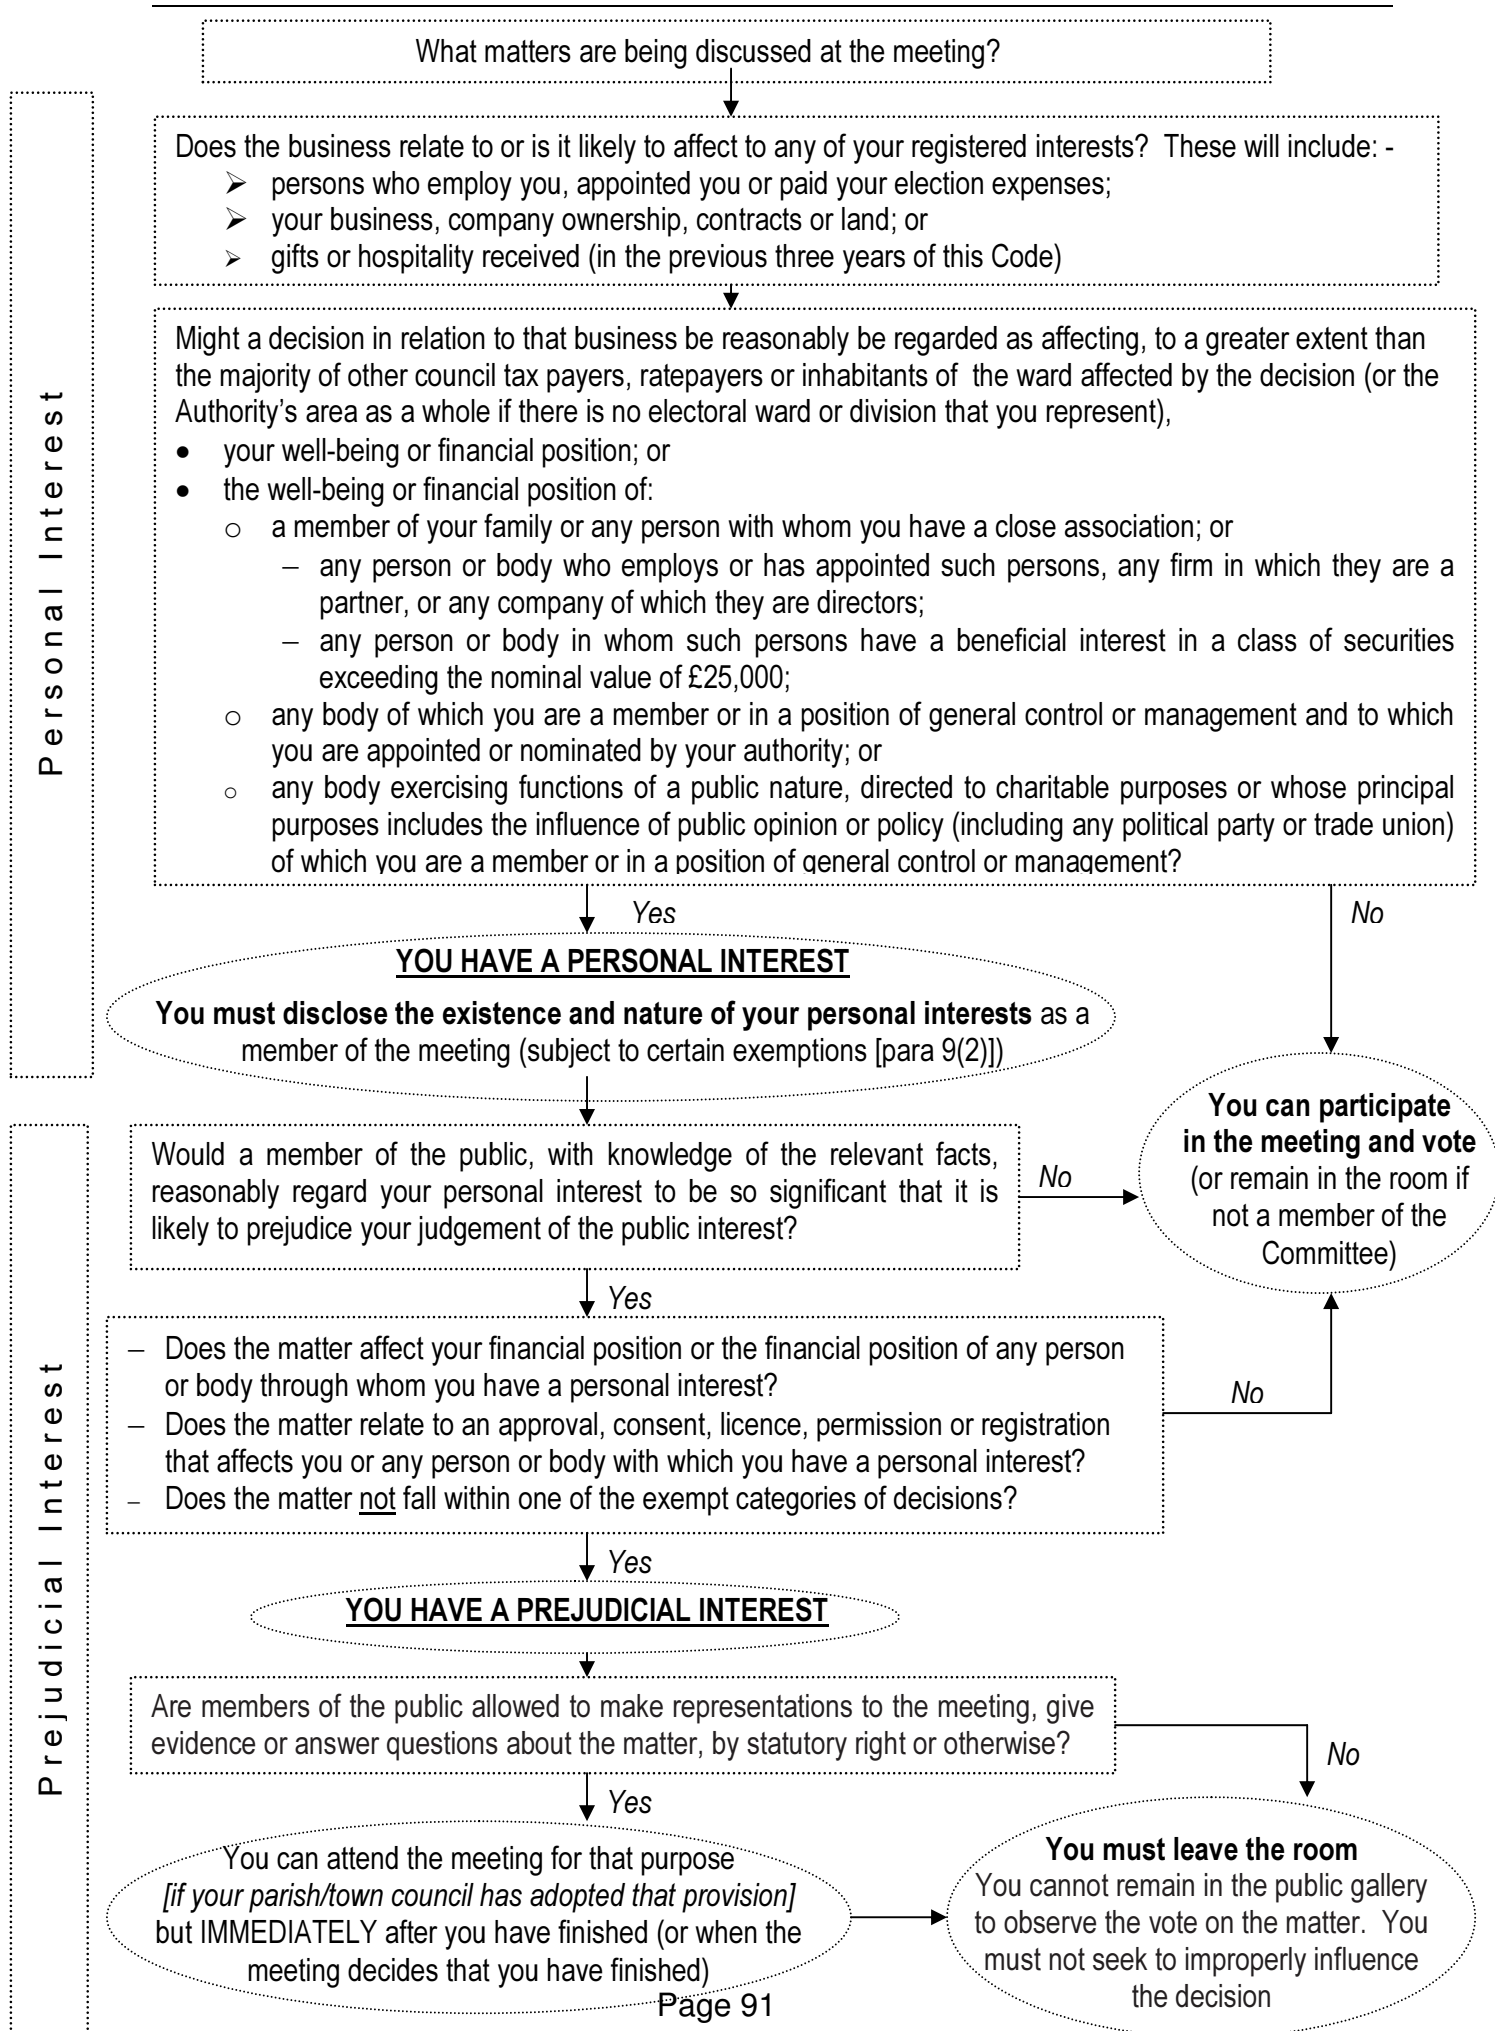 What matters are being discussed at the meeting?
Personal Interest
Does the business relate to or is it likely to affect to any of your registered interests?  These will include: -
➢ persons who employ you, appointed you or paid your election expenses;
➢ your business, company ownership, contracts or land; or
➢ gifts or hospitality received (in the previous three years of this Code)
Might a decision in relation to that business be reasonably be regarded as affecting, to a greater extent than
the majority of other council tax payers, ratepayers or inhabitants of  the ward affected by the decision (or the
Authority's area as a whole if there is no electoral ward or division that you represent),
• your well-being or financial position; or
• the well-being or financial position of:
o a member of your family or any person with whom you have a close association; or
– any person or body who employs or has appointed such persons, any firm in which they are a
partner, or any company of which they are directors;
– any person or body in whom such persons have a beneficial interest in a class of securities
exceeding the nominal value of £25,000;
o any body of which you are a member or in a position of general control or management and to which
you are appointed or nominated by your authority; or
o any body exercising functions of a public nature, directed to charitable purposes or whose principal
purposes includes the influence of public opinion or policy (including any political party or trade union)
of which you are a member or in a position of general control or management?
Yes
No
YOU HAVE A PERSONAL INTEREST
You must disclose the existence and nature of your personal interests as a
member of the meeting (subject to certain exemptions [para 9(2)])
You can participate
in the meeting and vote
(or remain in the room if
not a member of the
Committee)
Prejudicial Interest
Would a member of the public, with knowledge of the relevant facts,
reasonably regard your personal interest to be so significant that it is
likely to prejudice your judgement of the public interest?
No
Yes
– Does the matter affect your financial position or the financial position of any person
or body through whom you have a personal interest?
– Does the matter relate to an approval, consent, licence, permission or registration
that affects you or any person or body with which you have a personal interest?
– Does the matter not fall within one of the exempt categories of decisions?
No
Yes
YOU HAVE A PREJUDICIAL INTEREST
Are members of the public allowed to make representations to the meeting, give
evidence or answer questions about the matter, by statutory right or otherwise?
No
Yes
You can attend the meeting for that purpose
[if your parish/town council has adopted that provision]
but IMMEDIATELY after you have finished (or when the
meeting decides that you have finished)
You must leave the room
You cannot remain in the public gallery
to observe the vote on the matter.  You
must not seek to improperly influence
the decision
Page 91